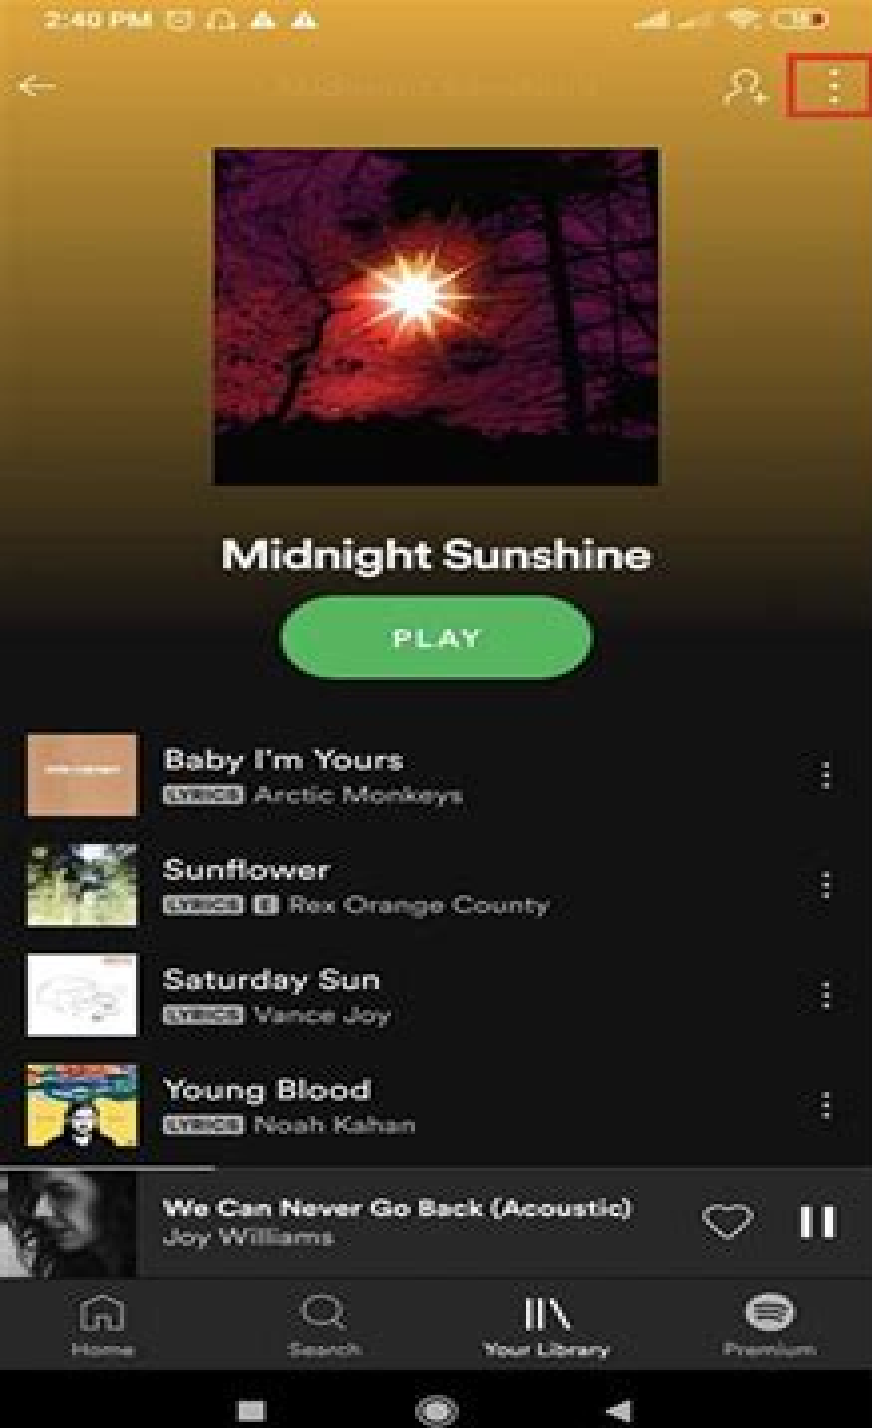 2:40 PM
Midnight Sunshine
PLAY
Baby I'm Yours
LYRICS Arctic Monkeys
Sunflower
LYRICS E Rex Orange County
Saturday Sun
LYRICS Vance Joy
Young Blood
LYRICS Noah Kahan
We Can Never Go Back (Acoustic)
Joy Williams
Home
Search
Your Library
Premium